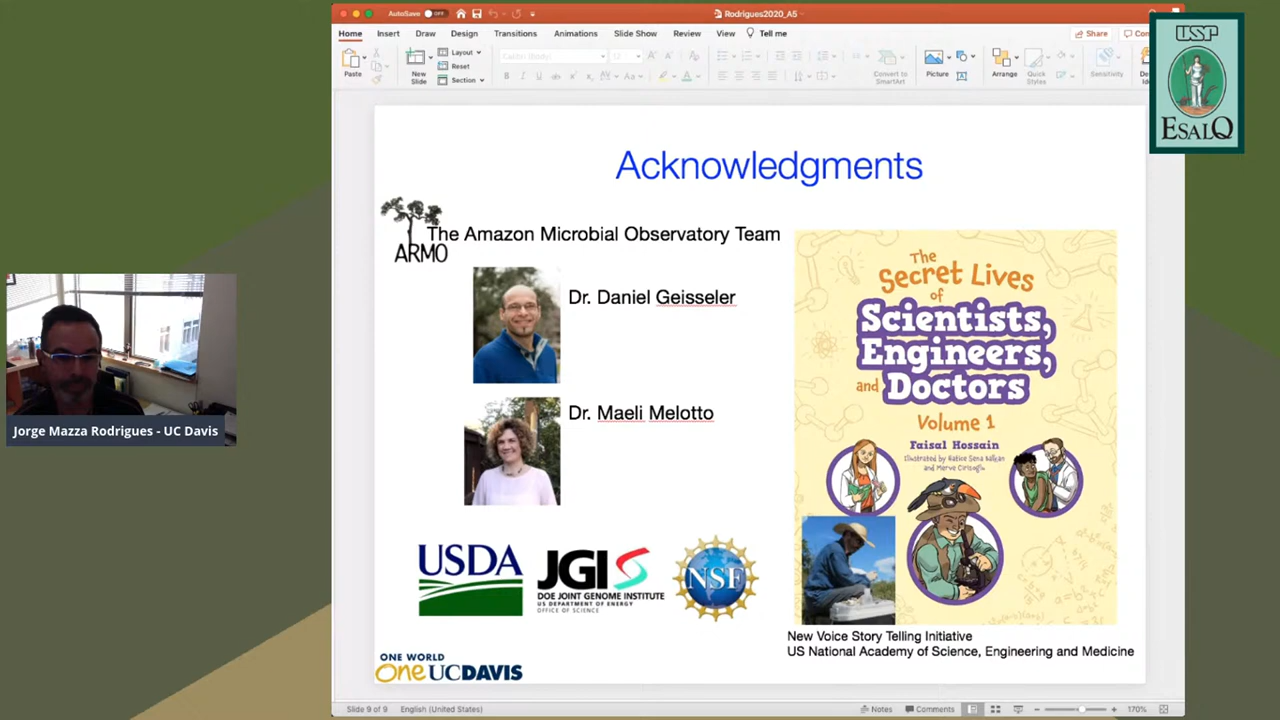 AutoSave OFF
Rodrigues2020_A5
Home Insert Draw Design Transitions Animations Slide Show Review View Tell me
Share
Paste
New
Slide
Layout
Reset
Section
Convert to
SmartArt
Picture
Arrange
Quick
Styles
Sensitivity
USP
ESALQ
Acknowledgments
ARMO
The Amazon Microbial Observatory Team
Dr. Daniel Geisseler
Dr. Maeli Melotto
The
Secret Lives
of
Scientists,
Engineers,
and Doctors
Volume 1
Faisal Hossain
Illustrated by Hatice Sena Balkan
and Merve Cirisoglu
Jorge Mazza Rodrigues - UC Davis
USDA
JGI
DOE JOINT GENOME INSTITUTE
US DEPARTMENT OF ENERGY
OFFICE OF SCIENCE
NSF
New Voice Story Telling Initiative
US National Academy of Science, Engineering and Medicine
ONE WORLD
One UCDAVIS
Slide 9 of 9 English (United States) Notes Comments 170%